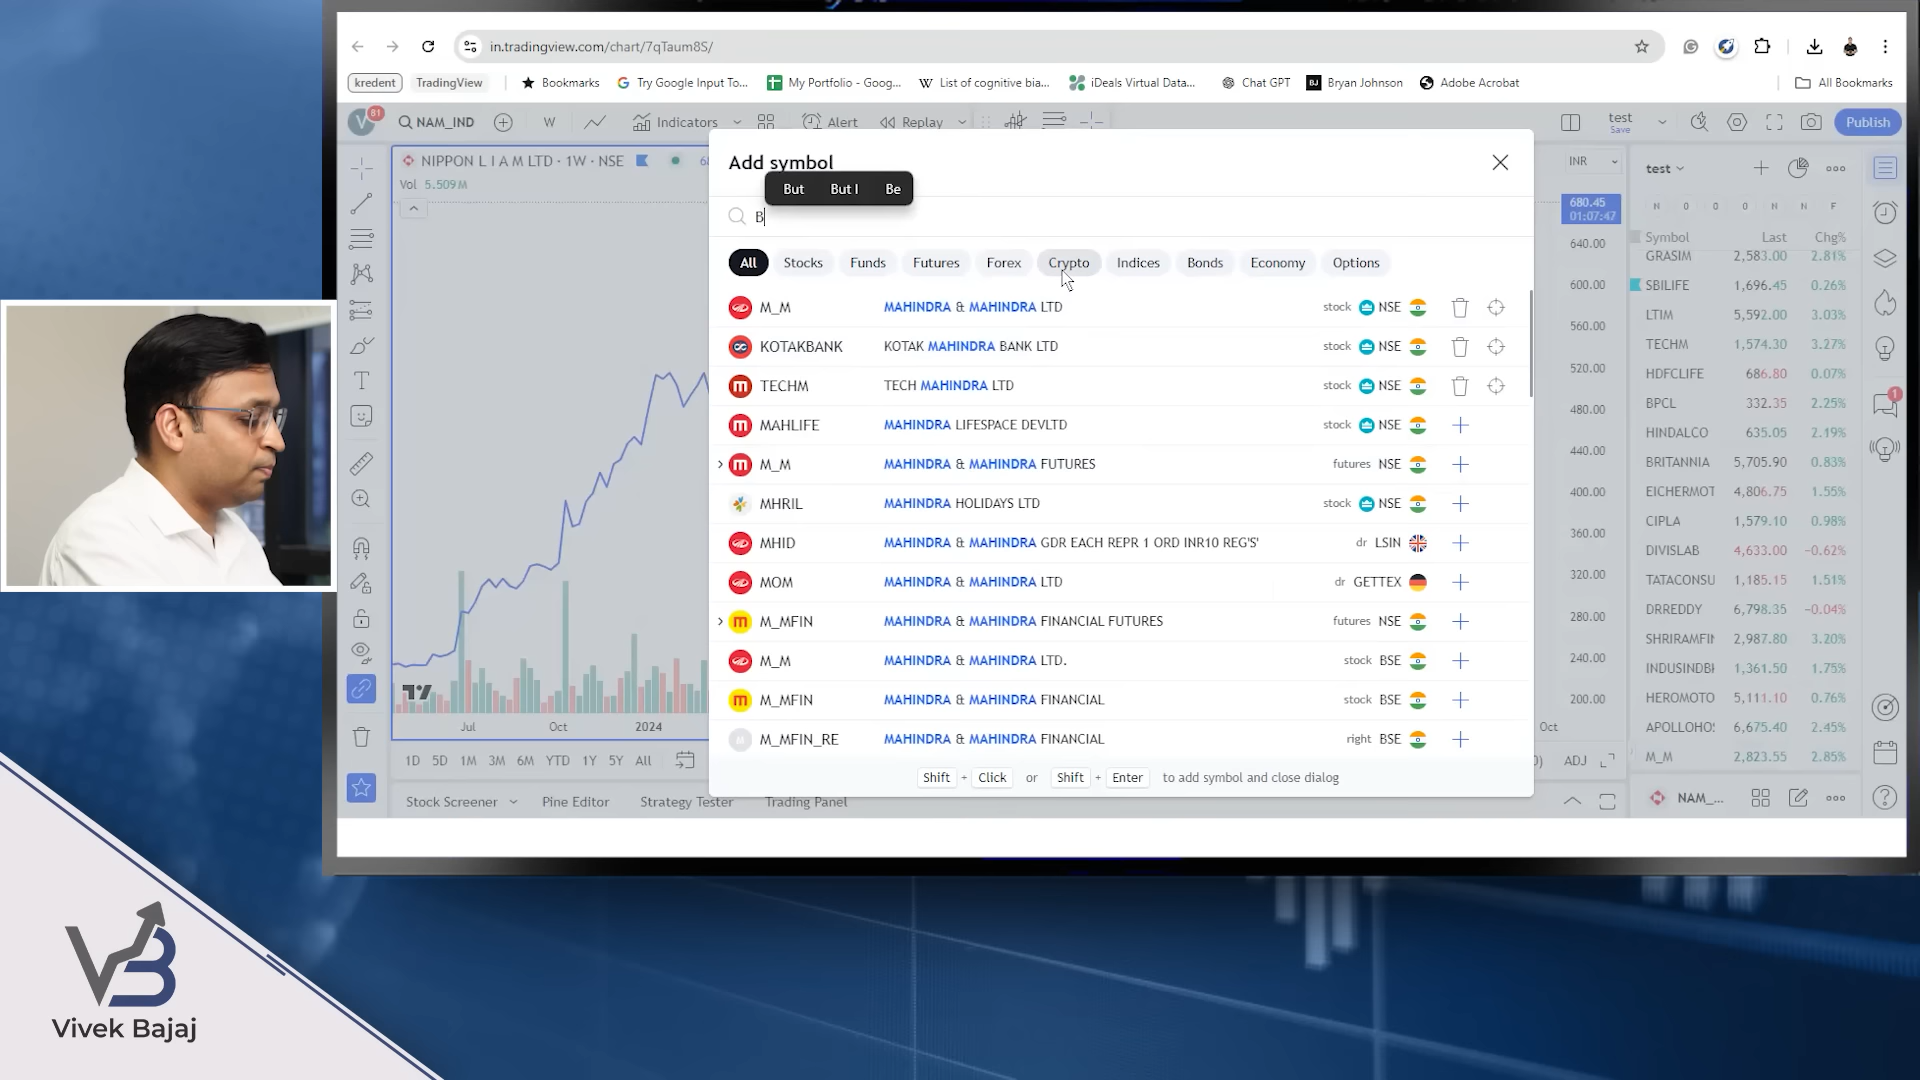 in.tradingview.com/chart/7qTaum8S/
kredent TradingView Bookmarks Try Google Input To... My Portfolio - Goog... List of cognitive bia... iDeals Virtual Data... Chat GPT BJ Bryan Johnson Adobe Acrobat All Bookmarks
V 81 NAM_IND W Indicators Alert Replay test Save Publish
NIPPON L I A M LTD · 1W · NSE
Vol 5.509M
Add symbol
But But I Be
B
All Stocks Funds Futures Forex Crypto Indices Bonds Economy Options
M_M MAHINDRA & MAHINDRA LTD stock NSE
KOTAKBANK KOTAK MAHINDRA BANK LTD stock NSE
TECHM TECH MAHINDRA LTD stock NSE
MAHLIFE MAHINDRA LIFESPACE DEVLTD stock NSE
M_M MAHINDRA & MAHINDRA FUTURES futures NSE
MHRIL MAHINDRA HOLIDAYS LTD stock NSE
MHID MAHINDRA & MAHINDRA GDR EACH REPR 1 ORD INR10 REG'S' dr LSIN
MOM MAHINDRA & MAHINDRA LTD dr GETTEX
M_MFIN MAHINDRA & MAHINDRA FINANCIAL FUTURES futures NSE
M_M MAHINDRA & MAHINDRA LTD. stock BSE
M_MFIN MAHINDRA & MAHINDRA FINANCIAL stock BSE
M_MFIN_RE MAHINDRA & MAHINDRA FINANCIAL right BSE
Shift + Click or Shift + Enter to add symbol and close dialog
INR
680.45
01:07:47
640.00
600.00
560.00
520.00
480.00
440.00
400.00
360.00
320.00
280.00
240.00
200.00
Jul Oct 2024 Oct
1D 5D 1M 3M 6M YTD 1Y 5Y All ADJ
Stock Screener Pine Editor Strategy Tester Trading Panel
test
N O O O N N F
Symbol Last Chg%
GRASIM 2,583.00 2.81%
SBILIFE 1,696.45 0.26%
LTIM 5,592.00 3.03%
TECHM 1,574.30 3.27%
HDFCLIFE 686.80 0.07%
BPCL 332.35 2.25%
HINDALCO 635.05 2.19%
BRITANNIA 5,705.90 0.83%
EICHERMOT 4,806.75 1.55%
CIPLA 1,579.10 0.98%
DIVISLAB 4,633.00 −0.62%
TATACONSU 1,185.15 1.51%
DRREDDY 6,798.35 −0.04%
SHRIRAMFIN 2,987.80 3.20%
INDUSINDBK 1,361.50 1.75%
HEROMOTO 5,111.10 0.76%
APOLLOHOS 6,675.40 2.45%
M_M 2,823.55 2.85%
NAM_...
1
VB
Vivek Bajaj